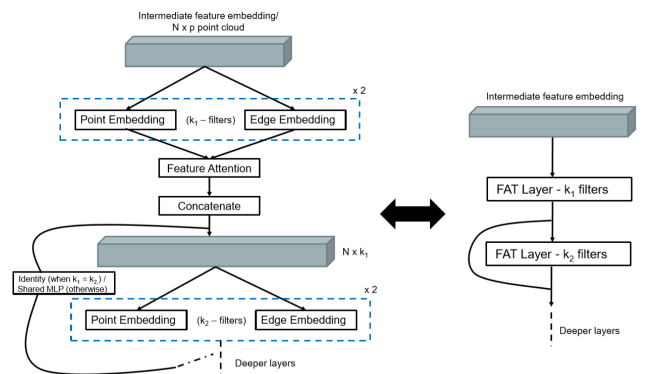 Intermediate feature embedding/
N x p point cloud
x 2
Point Embedding
(k₁ – filters)
Edge Embedding
Feature Attention
Concatenate
N x k₁
Identity (when k₁ = k₂,) /
Shared MLP (otherwise)
x 2
Point Embedding
(k₂ – filters)
Edge Embedding
Deeper layers
Intermediate feature embedding
FAT Layer - k₁ filters
FAT Layer - k₂ filters
Deeper layers